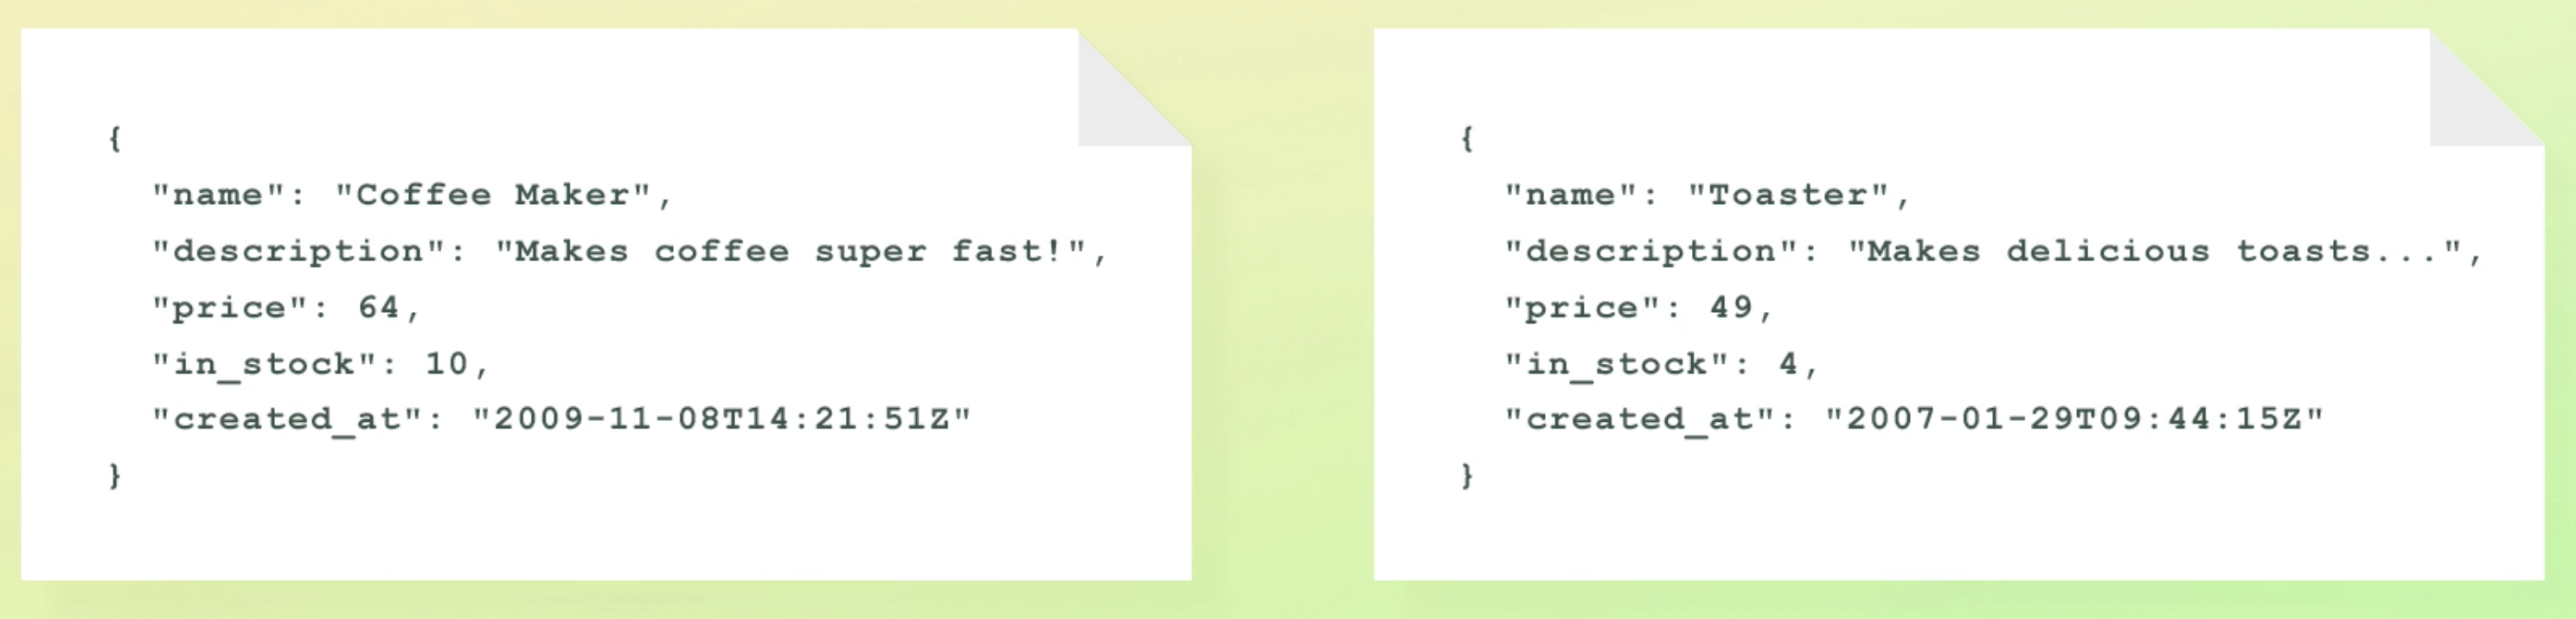 {
"name": "Coffee Maker",
"description": "Makes coffee super fast!",
"price": 64,
"in_stock": 10,
"created_at": "2009-11-08T14:21:51Z"
}
{
"name": "Toaster",
"description": "Makes delicious toasts...",
"price": 49,
"in_stock": 4,
"created_at": "2007-01-29T09:44:15Z"
}